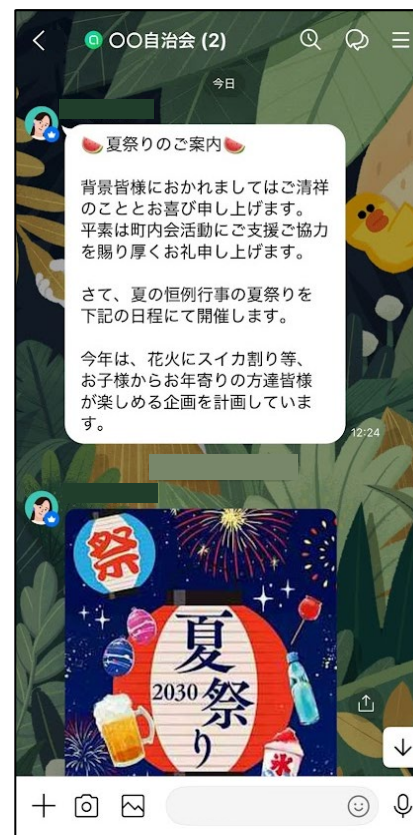 〇〇自治会 (2)
今日
🍉夏祭りのご案内🍉
背景皆様におかれましてはご清祥
のこととお喜び申し上げます。
平素は町内会活動にご支援ご協力
を賜り厚くお礼申し上げます。
さて、夏の恒例行事の夏祭りを
下記の日程にて開催します。
今年は、花火にスイカ割り等、
お子様からお年寄りの方達皆様
が楽しめる企画を計画していま
す。
12:24
祭
夏
2030
祭
り
氷